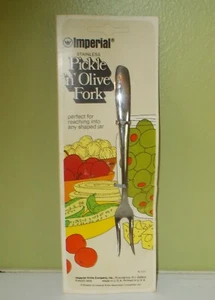 Imperial®
STAINLESS
Pickle
n' Olive
Fork
perfect for
reaching into
any shaped jar